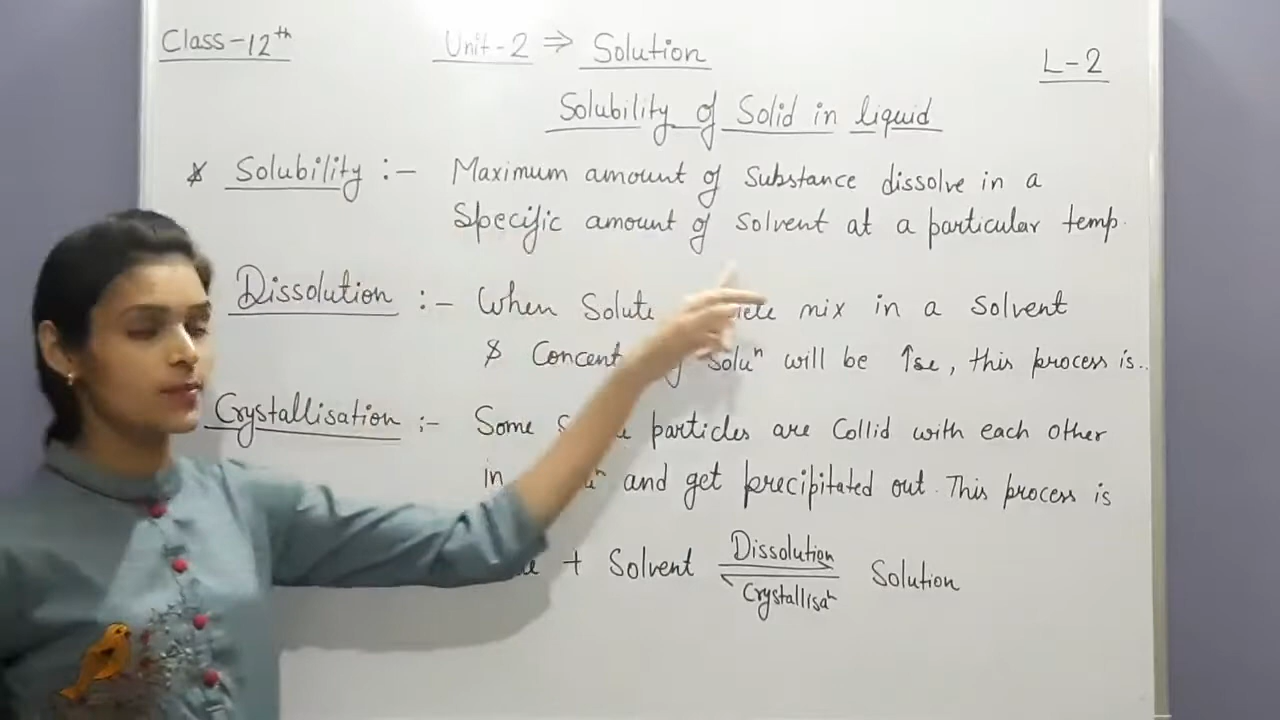 Class-12th
Unit-2 ⇒ Solution
L-2
Solubility of Solid in liquid
* Solubility :- Maximum amount of Substance dissolve in a
Specific amount of solvent at a particular temp.
Dissolution :- When Solute mix in a Solvent
& Concent solun will be ↑se, this process is..
Crystallisation :- Some particles are Collid with each other
in and get precipitated out. This process is
+ Solvent Dissolution Solution
Crystallisan